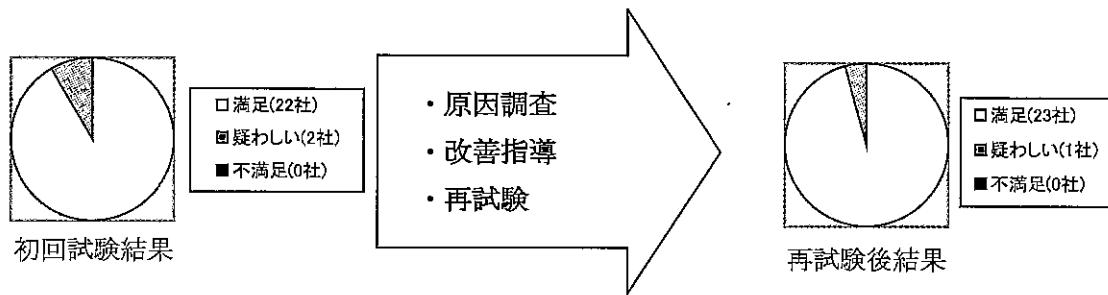 □満足(22社)
▩疑わしい(2社)
■不満足(0社)
初回試験結果
・原因調査
・改善指導
・再試験
□満足(23社)
▩疑わしい(1社)
■不満足(0社)
再試験後結果